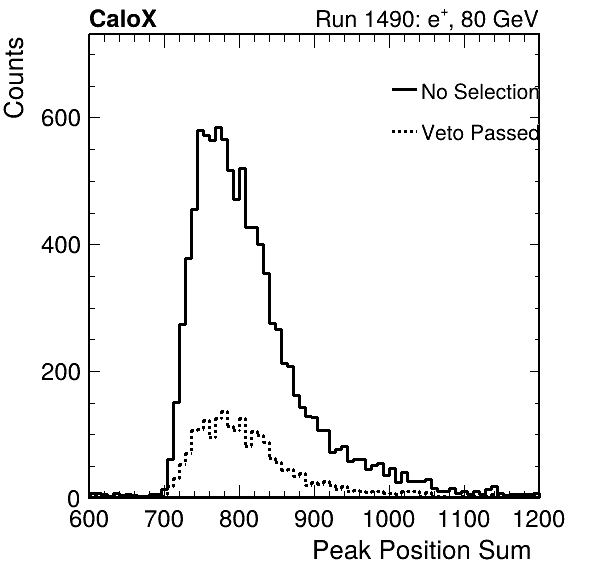 CaloX Run 1490: e⁺, 80 GeV
Counts
No Selection
Veto Passed
600
400
200
0
600 700 800 900 1000 1100 1200
Peak Position Sum